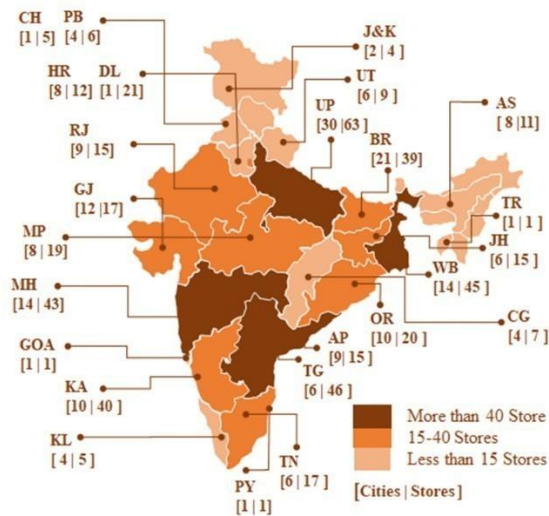 CH PB
[1 | 5] [4 | 6]
J&K
[2 | 4 ]
HR DL
[8 | 12] [1 | 21]
UT
[6 | 9 ]
UP
[30 | 63]
AS
[ 8 |11]
RJ
[9 | 15]
BR
[21 | 39]
GJ
[12 |17]
TR
[1 | 1 ]
MP
[8 | 19]
JH
[6 | 15 ]
WB
[14 | 45 ]
MH
[14 | 43]
OR
[10 | 20]
CG
[4 | 7]
AP
[9 | 15]
GOA
[1 | 1]
TG
[6 | 46]
KA
[10 | 40 ]
KL
[ 4 | 5]
TN
[6 | 17 ]
PY
[1 | 1]
More than 40 Store
15-40 Stores
Less than 15 Stores
[Cities | Stores]